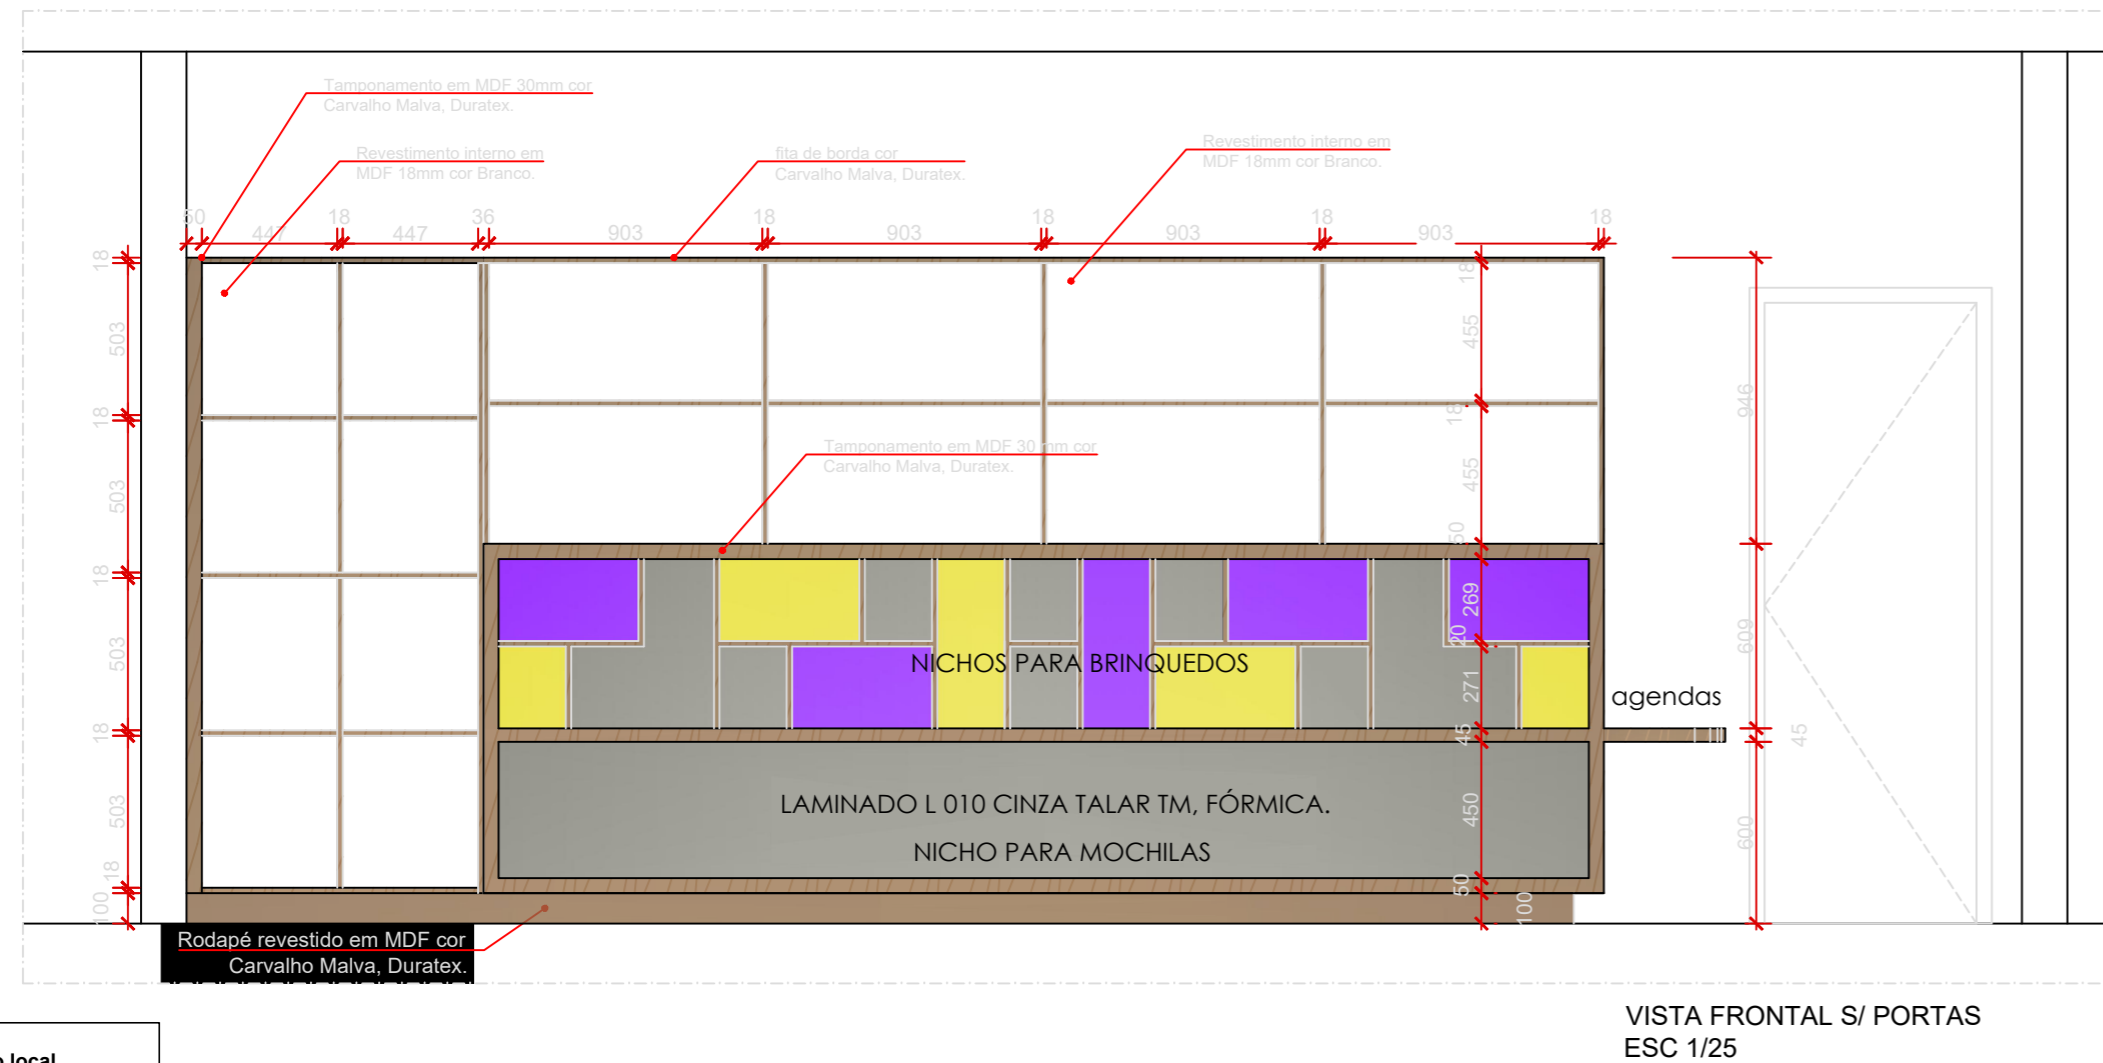 Tamponamento em MDF 30mm cor
Carvalho Malva, Duratex.
Revestimento interno em
MDF 18mm cor Branco.
fita de borda cor
Carvalho Malva, Duratex.
Revestimento interno em
MDF 18mm cor Branco.
50 18 36 18 18 18 18
447 447 903 903 903 903
18
503
18
503
18
503
18
503
18
100
Tamponamento em MDF 30 mm cor
Carvalho Malva, Duratex.
18
455
18
455
50
269
20
271
45
450
50
100
946
609
45
600
NICHOS PARA BRINQUEDOS
agendas
LAMINADO L 010 CINZA TALAR TM, FÓRMICA.
NICHO PARA MOCHILAS
Rodapé revestido em MDF cor
Carvalho Malva, Duratex.
VISTA FRONTAL S/ PORTAS
ESC 1/25
local